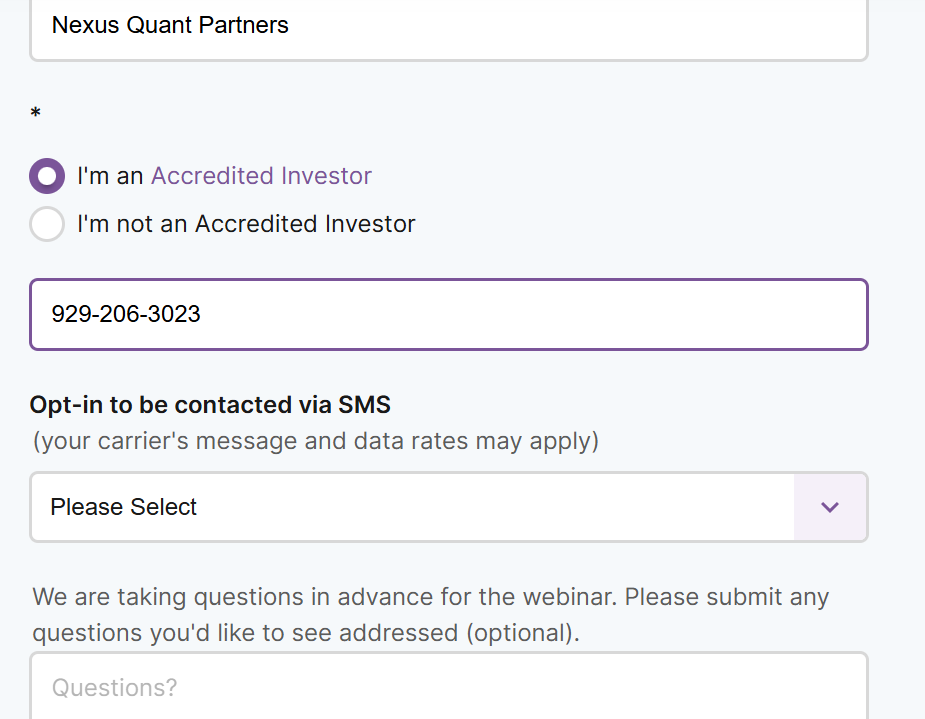 Nexus Quant Partners
*
I'm an Accredited Investor
I'm not an Accredited Investor
929-206-3023
Opt-in to be contacted via SMS
(your carrier's message and data rates may apply)
Please Select
We are taking questions in advance for the webinar. Please submit any
questions you'd like to see addressed (optional).
Questions?